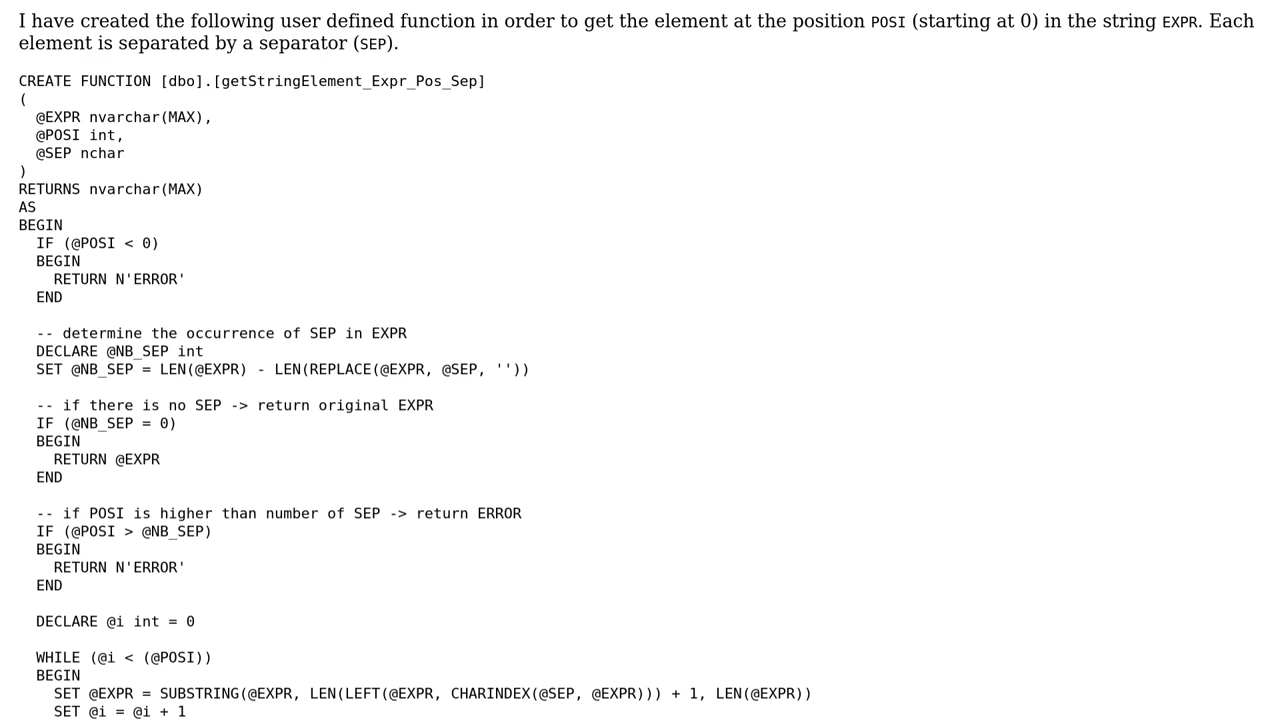 I have created the following user defined function in order to get the element at the position POSI (starting at 0) in the string EXPR. Each
element is separated by a separator (SEP).
CREATE FUNCTION [dbo].[getStringElement_Expr_Pos_Sep]
(
  @EXPR nvarchar(MAX),
  @POSI int,
  @SEP nchar
)
RETURNS nvarchar(MAX)
AS
BEGIN
  IF (@POSI < 0)
  BEGIN
    RETURN N'ERROR'
  END
  -- determine the occurrence of SEP in EXPR
  DECLARE @NB_SEP int
  SET @NB_SEP = LEN(@EXPR) - LEN(REPLACE(@EXPR, @SEP, ''))
  -- if there is no SEP -> return original EXPR
  IF (@NB_SEP = 0)
  BEGIN
    RETURN @EXPR
  END
  -- if POSI is higher than number of SEP -> return ERROR
  IF (@POSI > @NB_SEP)
  BEGIN
    RETURN N'ERROR'
  END
  DECLARE @i int = 0
  WHILE (@i < (@POSI))
  BEGIN
    SET @EXPR = SUBSTRING(@EXPR, LEN(LEFT(@EXPR, CHARINDEX(@SEP, @EXPR))) + 1, LEN(@EXPR))
    SET @i = @i + 1